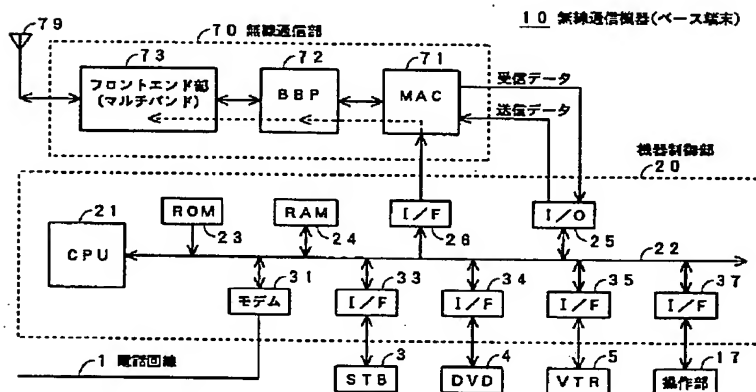 79
10 無線通信機器(ベース端末)
70 無線通信部
73
72
71
フロントエンド部
(マルチバンド)
BBP
MAC
受信データ
送信データ
機器制御部
20
21
CPU
ROM
23
RAM
24
I/F
26
I/O
25
22
31
モデム
33
I/F
34
I/F
35
I/F
37
I/F
1 電話回線
3
STB
4
DVD
5
VTR
17
操作部